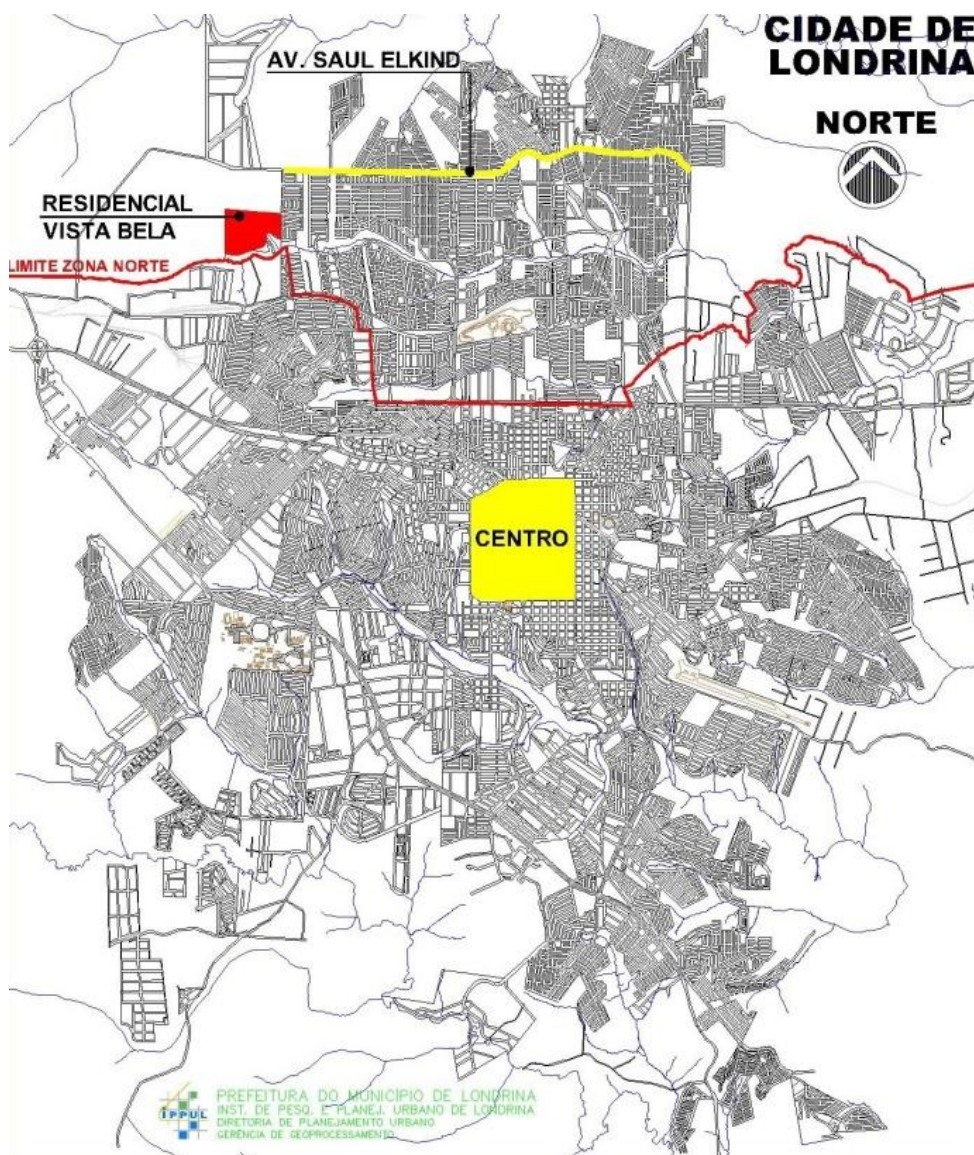 CIDADE DE
LONDRINA
AV. SAUL ELKIND
NORTE
RESIDENCIAL
VISTA BELA
LIMITE ZONA NORTE
CENTRO
IPPUL
PREFEITURA DO MUNICÍPIO DE LONDRINA
INST. DE PESQ. E PLANEJ. URBANO DE LONDRINA
DIRETORIA DE PLANEJAMENTO URBANO
GERÊNCIA DE GEOPROCESSAMENTO